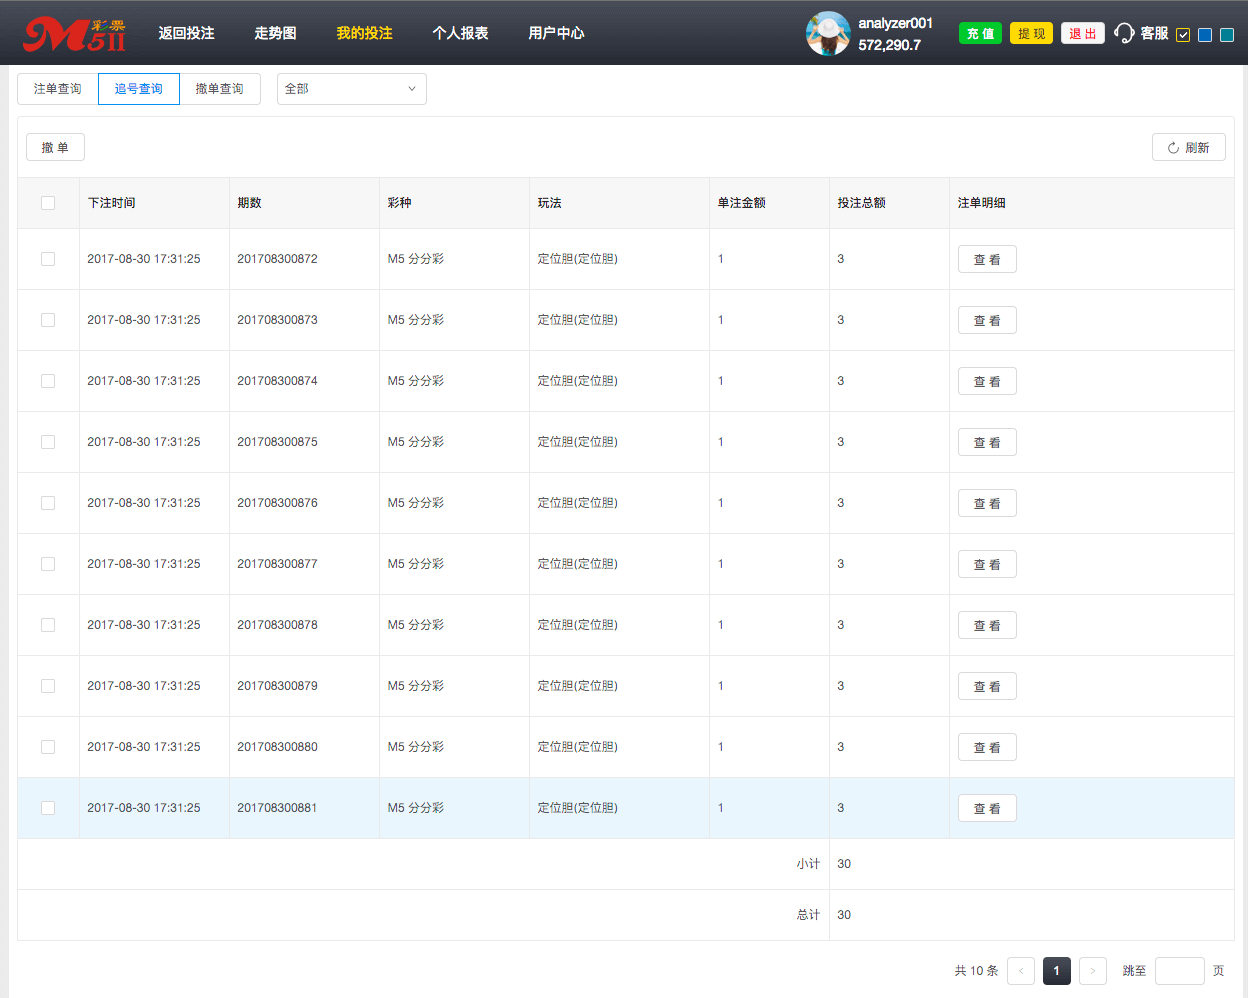 M 彩票 5II 返回投注 走势图 我的投注 个人报表 用户中心 analyzer001 充 值 提 现 退 出 客服
572,290.7
注单查询 追号查询 撤单查询 全部
撤 单 刷新
下注时间 期数 彩种 玩法 单注金额 投注总额 注单明细
2017-08-30 17:31:25 201708300872 M5 分分彩 定位胆(定位胆) 1 3 查 看
2017-08-30 17:31:25 201708300873 M5 分分彩 定位胆(定位胆) 1 3 查 看
2017-08-30 17:31:25 201708300874 M5 分分彩 定位胆(定位胆) 1 3 查 看
2017-08-30 17:31:25 201708300875 M5 分分彩 定位胆(定位胆) 1 3 查 看
2017-08-30 17:31:25 201708300876 M5 分分彩 定位胆(定位胆) 1 3 查 看
2017-08-30 17:31:25 201708300877 M5 分分彩 定位胆(定位胆) 1 3 查 看
2017-08-30 17:31:25 201708300878 M5 分分彩 定位胆(定位胆) 1 3 查 看
2017-08-30 17:31:25 201708300879 M5 分分彩 定位胆(定位胆) 1 3 查 看
2017-08-30 17:31:25 201708300880 M5 分分彩 定位胆(定位胆) 1 3 查 看
2017-08-30 17:31:25 201708300881 M5 分分彩 定位胆(定位胆) 1 3 查 看
小计 30
总计 30
共 10 条 < 1 > 跳至 页